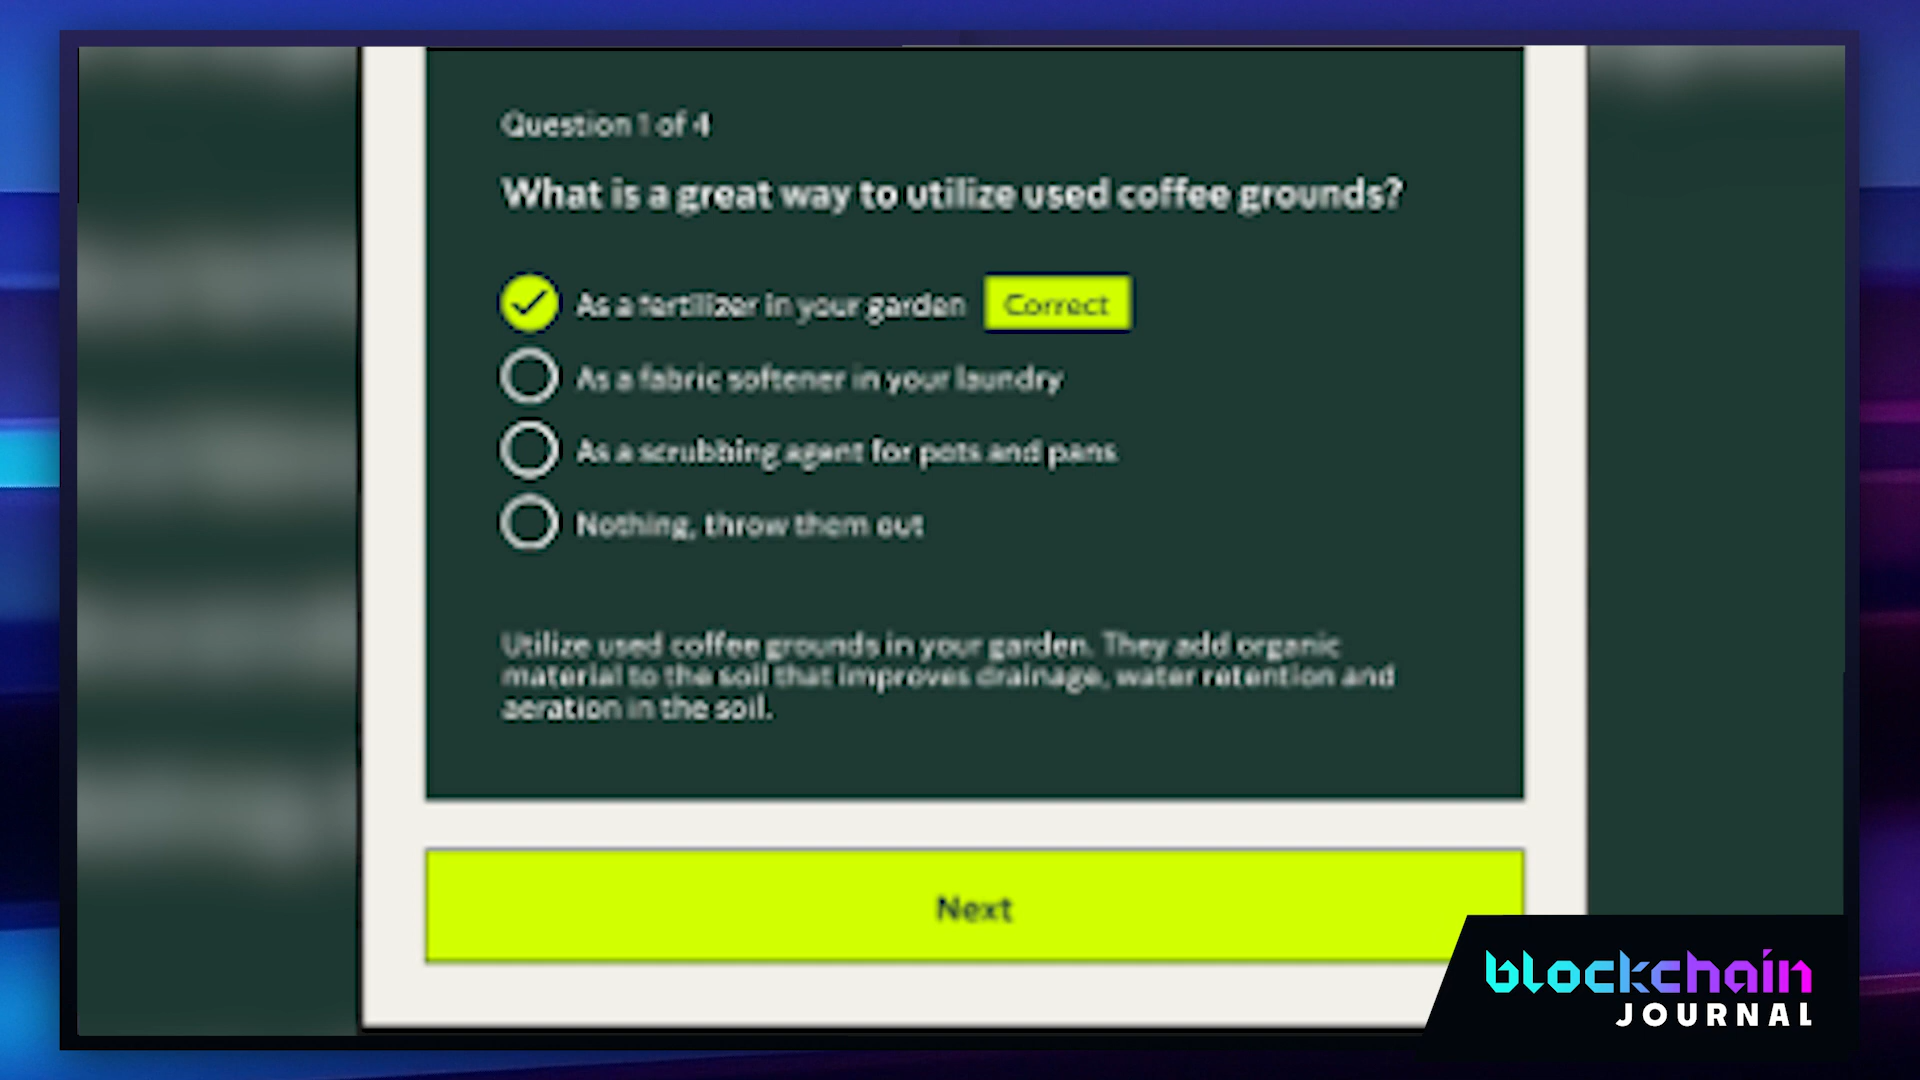 Question 1 of 4
What is a great way to utilize used coffee grounds?
As a fertilizer in your garden Correct
As a fabric softener in your laundry
As a scrubbing agent for pots and pans
Nothing, throw them out
Utilize used coffee grounds in your garden. They add organic
material to the soil that improves drainage, water retention and
aeration in the soil.
Next
blockchain
JOURNAL